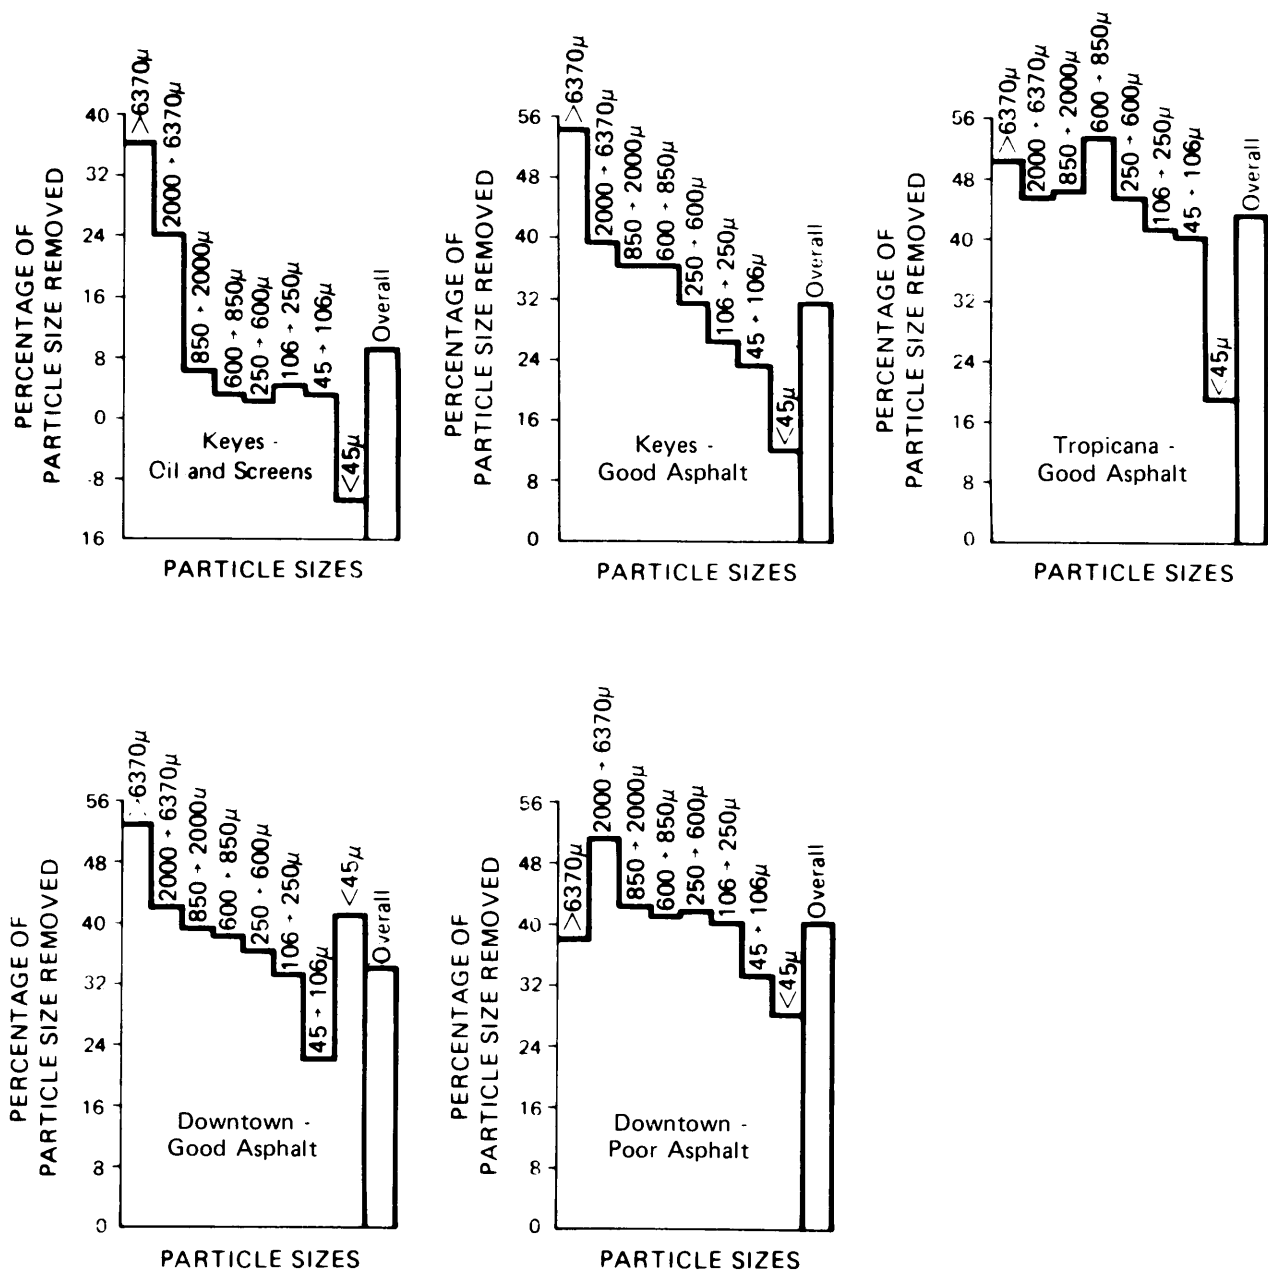 PERCENTAGE OF
PARTICLE SIZE REMOVED
40
32
24
16
8
0
-8
16
>6370µ
2000 → 6370µ
850 → 2000µ
600 → 850µ
250 → 600µ
106 → 250µ
45 → 106µ
<45µ
Overall
Keyes -
Oil and Screens
PARTICLE SIZES
PERCENTAGE OF
PARTICLE SIZE REMOVED
56
48
40
32
24
16
8
0
>6370µ
2000 → 6370µ
850 → 2000µ
600 → 850µ
250 → 600µ
106 → 250µ
45 → 106µ
<45µ
Overall
Keyes -
Good Asphalt
PARTICLE SIZES
PERCENTAGE OF
PARTICLE SIZE REMOVED
56
48
40
32
24
16
8
0
>6370µ
2000 → 6370µ
850 → 2000µ
600 → 850µ
250 → 600µ
106 → 250µ
45 → 106µ
<45µ
Overall
Tropicana -
Good Asphalt
PARTICLE SIZES
PERCENTAGE OF
PARTICLE SIZE REMOVED
56
48
40
32
24
16
8
0
>6370µ
2000 → 6370µ
850 → 2000u
600 → 850µ
250 → 600µ
106 → 250µ
45 → 106µ
<45µ
Overall
Downtown -
Good Asphalt
PARTICLE SIZES
PERCENTAGE OF
PARTICLE SIZE REMOVED
56
48
40
32
24
16
8
0
>6370µ
2000 → 6370µ
850 → 2000µ
600 → 850µ
250 → 600µ
106 → 250µ
45 → 106µ
<45µ
Overall
Downtown -
Poor Asphalt
PARTICLE SIZES